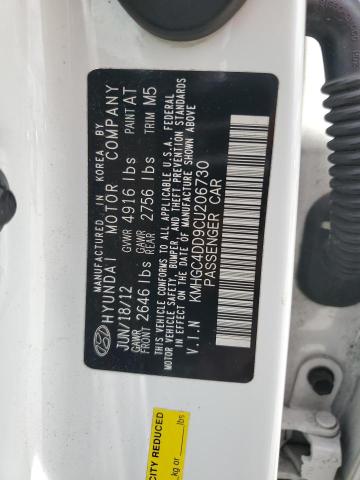 MANUFACTURED IN KOREA BY
HYUNDAI MOTOR COMPANY
JUN/18/12 GVWR 4916 lbs PAINT AT
GAWR FRONT 2646 lbs GAWR REAR 2756 lbs TRIM M5
THIS VEHICLE CONFORMS TO ALL APPLICABLE U.S.A. FEDERAL
MOTOR VEHICLE SAFETY, BUMPER, AND THEFT PREVENTION STANDARDS
IN EFFECT ON THE DATE OF MANUFACTURE SHOWN ABOVE
V.I.N KMHGC4DD9CU206730
PASSENGER CAR
CITY REDUCED
kg or lbs